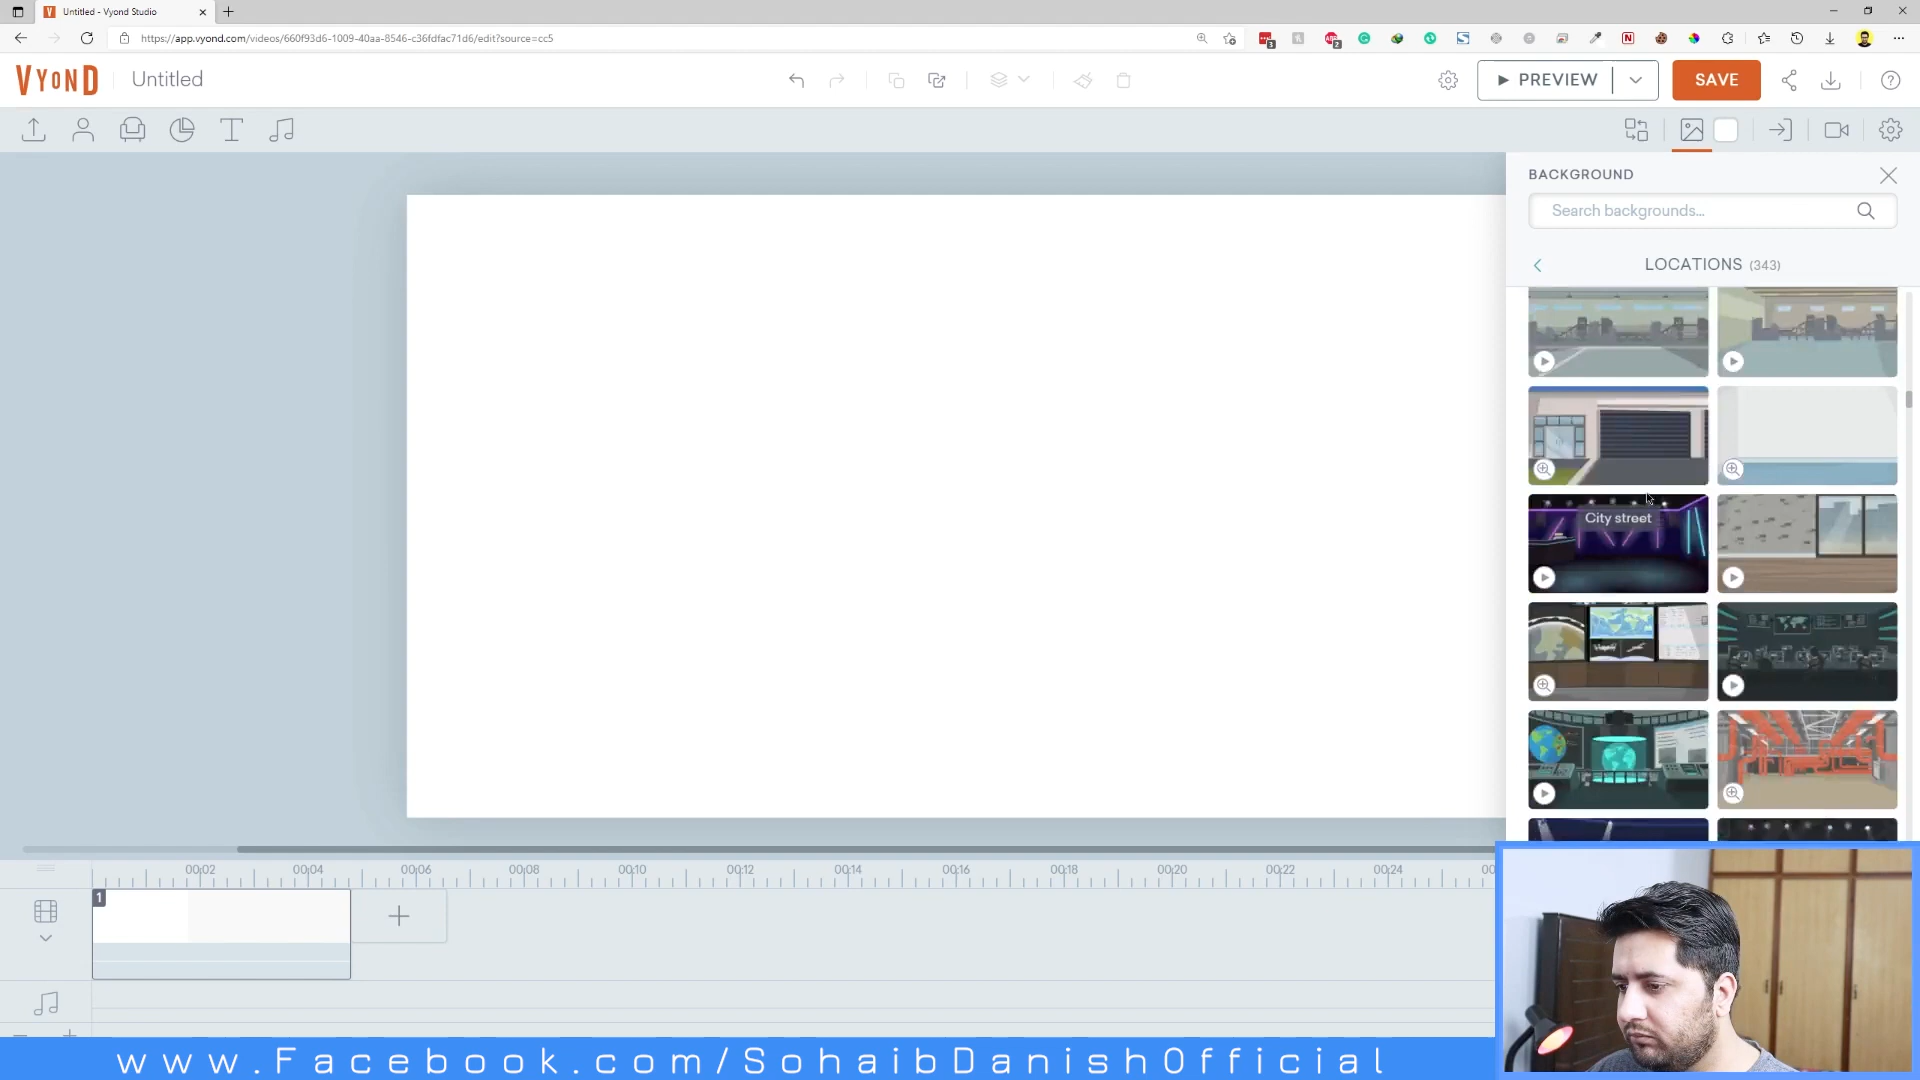 Untitled - Vyond Studio
https://app.vyond.com/videos/660f93d6-1009-40aa-8546-c36fdfac71d6/edit?source=cc5
VYOND
Untitled
PREVIEW
SAVE
BACKGROUND
Search backgrounds...
LOCATIONS (343)
City street
00:02 00:04 00:06 00:08 00:10 00:12 00:14 00:16 00:18 00:20 00:22 00:24
1
www.Facebook.com/SohaibDanishOfficial